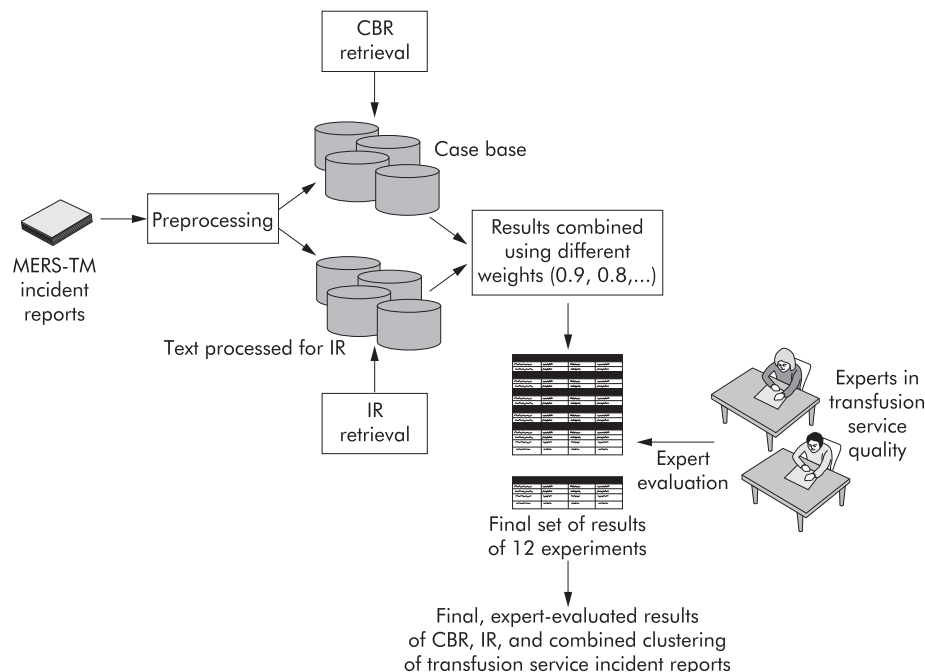 CBR
retrieval
Case base
Preprocessing
MERS-TM
incident
reports
Results combined
using different
weights (0.9, 0.8,...)
Text processed for IR
IR
retrieval
Experts in
transfusion
service
quality
Expert
evaluation
Final set of results
of 12 experiments
Final, expert-evaluated results
of CBR, IR, and combined clustering
of transfusion service incident reports